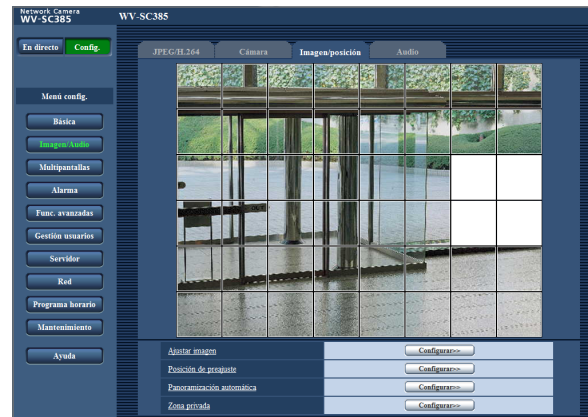 Network Camera
WV-SC385
WV-SC385
En directo
Config.
JPEG/H.264
Cámara
Imagen/posición
Audio
Menú config.
Básica
Imagen/Audio
Multipantallas
Alarma
Func. avanzadas
Gestión usuarios
Servidor
Red
Programa horario
Mantenimiento
Ayuda
Ajustar imagen
Configurar>>
Posición de preajuste
Configurar>>
Panoramización automática
Configurar>>
Zona privada
Configurar>>